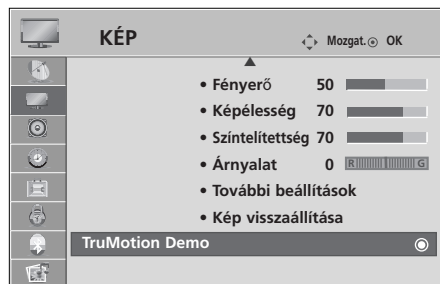 KÉP
Mozgat. OK
• Fényerő 50
• Képélesség 70
• Színtelítettség 70
• Árnyalat 0 R G
• További beállítások
• Kép visszaállítása
TruMotion Demo